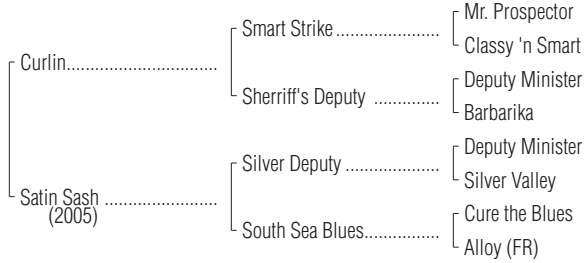 Mr. Prospector
Smart Strike ......................
Classy 'n Smart
Curlin................................
Deputy Minister
Sherriff's Deputy ..............
Barbarika
Deputy Minister
Silver Deputy ....................
Silver Valley
Satin Sash ........................
(2005)
Cure the Blues
South Sea Blues................
Alloy (FR)